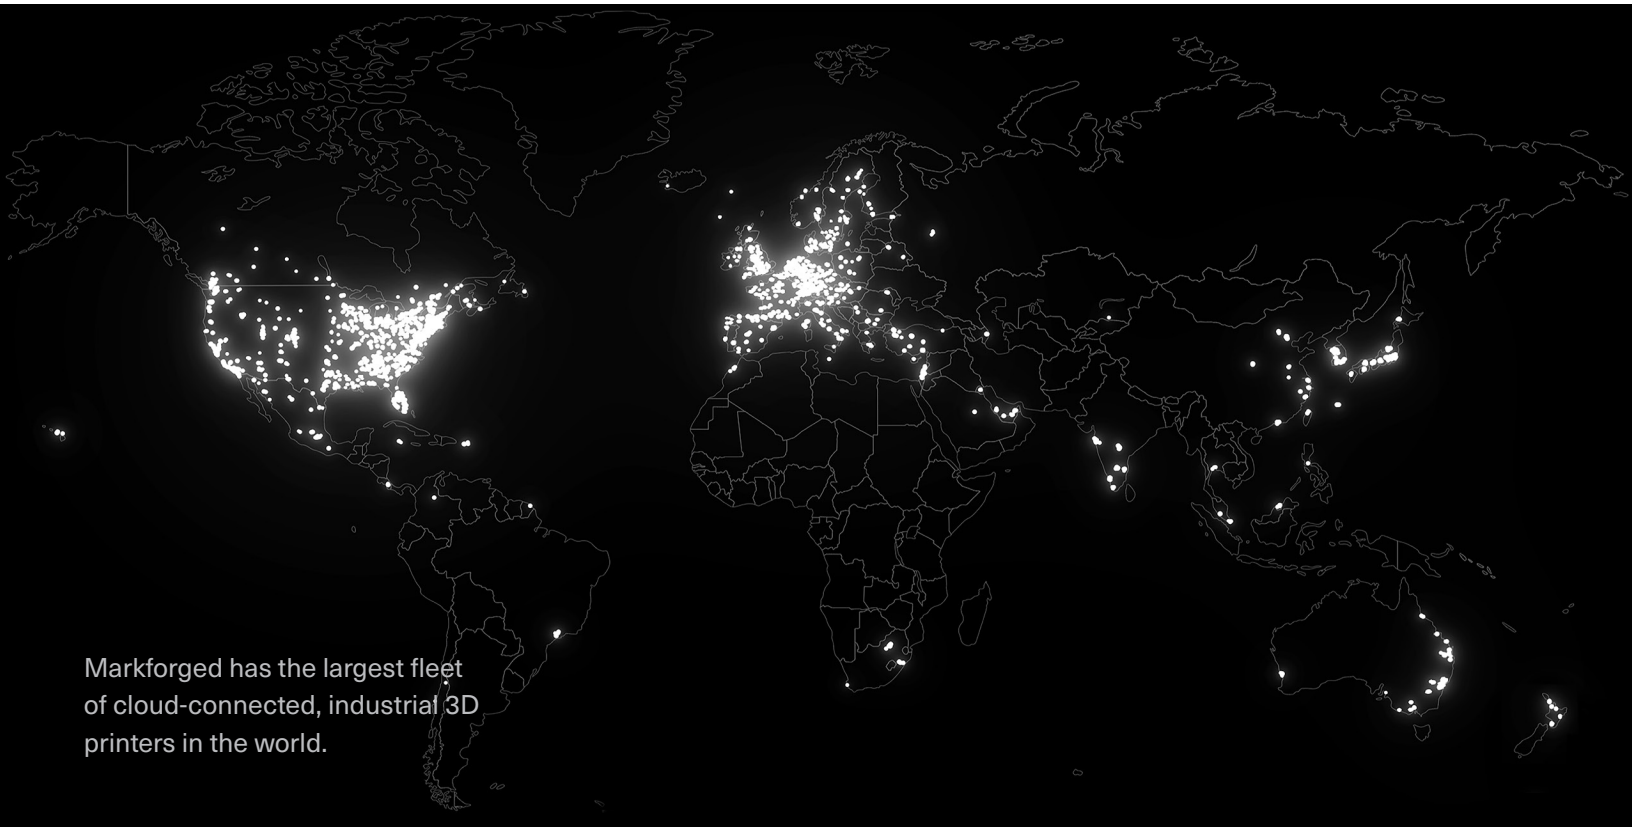 Markforged has the largest fleet
of cloud-connected, industrial 3D
printers in the world.